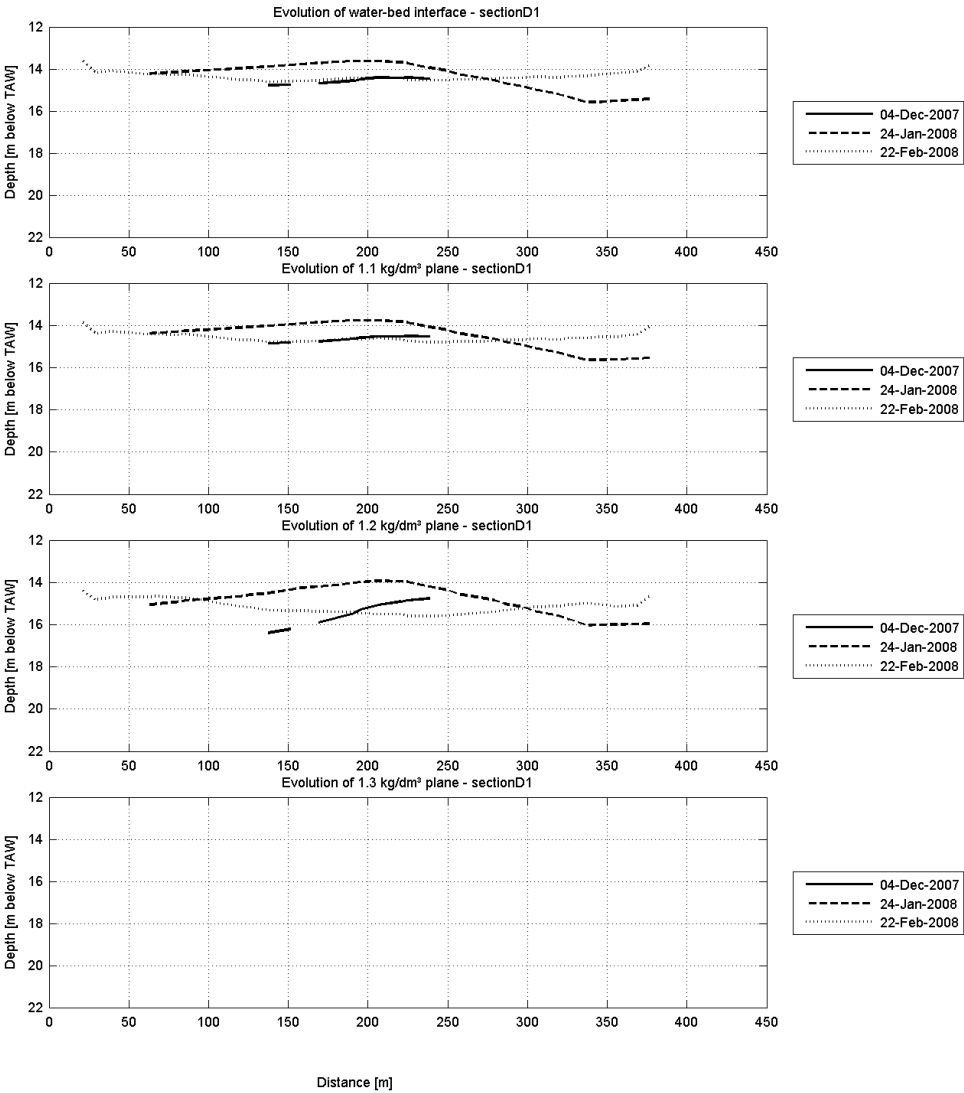 Evolution of water-bed interface - sectionD1
12
14
16
18
20
22
Depth [m below TAW]
0 50 100 150 200 250 300 350 400 450
04-Dec-2007
24-Jan-2008
22-Feb-2008
Evolution of 1.1 kg/dm³ plane - sectionD1
12
14
16
18
20
22
Depth [m below TAW]
0 50 100 150 200 250 300 350 400 450
04-Dec-2007
24-Jan-2008
22-Feb-2008
Evolution of 1.2 kg/dm³ plane - sectionD1
12
14
16
18
20
22
Depth [m below TAW]
0 50 100 150 200 250 300 350 400 450
04-Dec-2007
24-Jan-2008
22-Feb-2008
Evolution of 1.3 kg/dm³ plane - sectionD1
12
14
16
18
20
22
Depth [m below TAW]
0 50 100 150 200 250 300 350 400 450
04-Dec-2007
24-Jan-2008
22-Feb-2008
Distance [m]